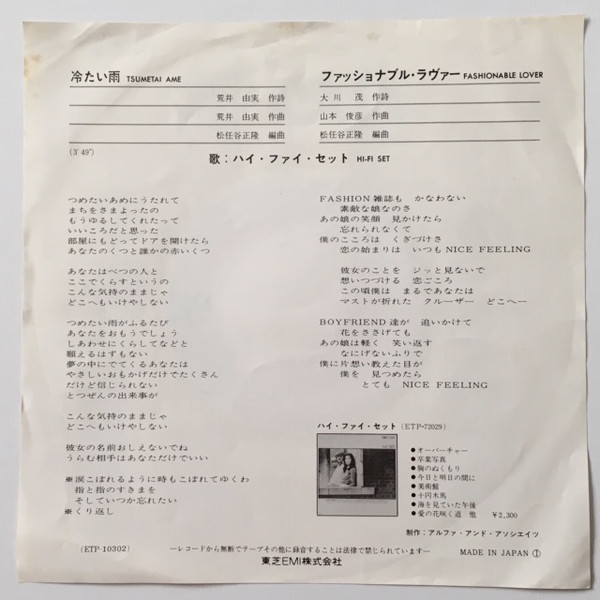 冷たい雨 TSUMETAI AME
荒井 由実 作詩
荒井 由実 作曲
松任谷正隆 編曲
(3' 49")
ファッショナブル・ラヴァー FASHIONABLE LOVER
大川 茂 作詩
山本 俊彦 作曲
松任谷正隆 編曲
歌：ハイ・ファイ・セット HI-FI SET
つめたいあめにうたれて
まちをさまよったの
もうゆるしてくれたって
いいころだと思った
部屋にもどってドアを開けたら
あなたのくつと誰かの赤いくつ
あなたはべつの人と
ここでくらすというの
こんな気持のままじゃ
どこへもいけやしない
つめたい雨がふるたび
あなたをおもうでしょう
しあわせにくらしてなどと
願えるはずもない
夢の中にでてくるあなたは
やさしいおもかげだけでたくさん
だけど信じられない
とつぜんの出来事が
こんな気持のままじゃ
どこへもいけやしない
彼女の名前おしえないでね
うらむ相手はあなただけでいい
※涙こぼれるように時もこぼれてゆくわ
指と指のすきまを
そしていつか忘れたい
※くり返し
FASHION雑誌も かなわない
素敵な娘なのさ
あの娘の笑顔 見かけたら
忘れられなくて
僕のこころは くぎづけさ
恋の始まりは いつもNICE FEELING
彼女のことを ジッと見ないで
想いつづける 恋ごころ
この頃僕は まるであなたは
マストが折れた クルーザー どこへー
BOYFRIEND達が 追いかけて
花をささげても
あの娘は軽く 笑い返す
なにげないふりで
僕に片想い教えた目が
僕を 見つめたら
とても NICE FEELING
ハイ・ファイ・セット (ETP-72029)
●オーバーチャー
●卒業写真
●胸のぬくもり
●今日と明日の間に
●美術館
●十円木馬
●海を見ていた午後
●愛の花咲く道 他 ￥2,300
制作：アルファ・アンド・アソシエイツ
(ETP-10302)
―レコードから無断でテープその他に録音することは法律で禁じられています―
MADE IN JAPAN Ⓘ
東芝EMI株式会社